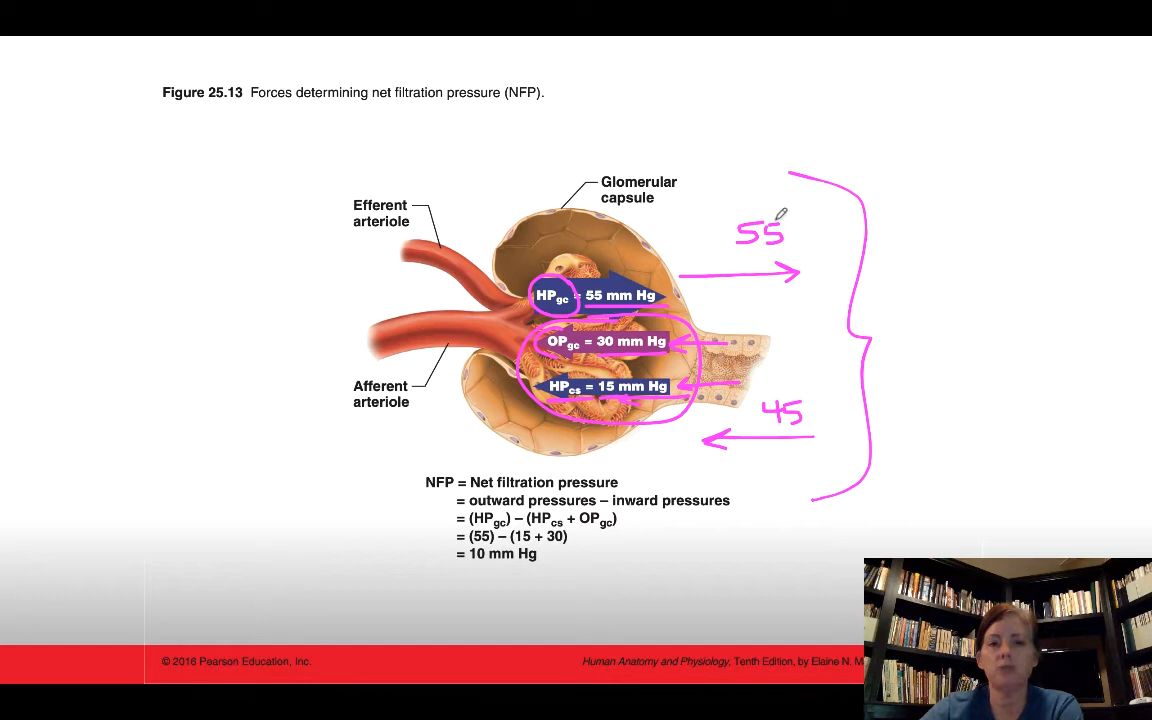 Figure 25.13 Forces determining net filtration pressure (NFP).
Glomerular
capsule
Efferent
arteriole
55
HPgc = 55 mm Hg
OPgc = 30 mm Hg
HPcs = 15 mm Hg
Afferent
arteriole
45
NFP = Net filtration pressure
= outward pressures – inward pressures
= (HPgc) – (HPcs + OPgc)
= (55) – (15 + 30)
= 10 mm Hg
© 2016 Pearson Education, Inc.
Human Anatomy and Physiology, Tenth Edition, by Elaine N. M